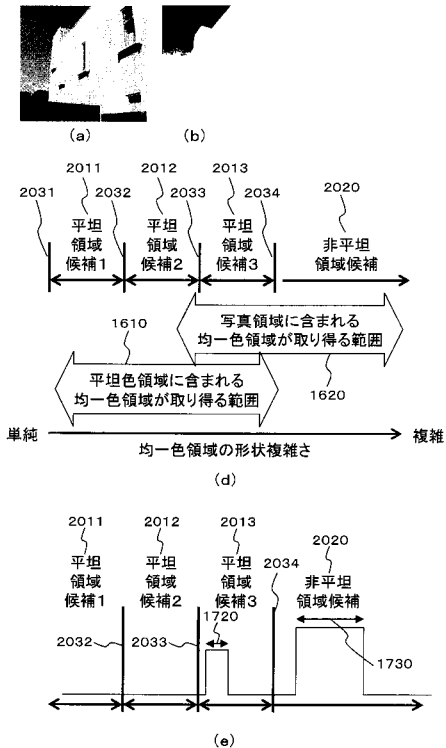 (a)
(b)
2011
2012
2013
2031
2032
2033
2034
2020
平坦
領域
候補1
平坦
領域
候補2
平坦
領域
候補3
非平坦
領域候補
写真領域に含まれる
均一色領域が取り得る範囲
1610
1620
平坦色領域に含まれる
均一色領域が取り得る範囲
単純
複雑
均一色領域の形状複雑さ
(d)
2011
2012
2013
2020
平坦
領域
候補1
平坦
領域
候補2
平坦
領域
候補3
2034
非平坦
領域候補
1720
2032
2033
1730
(e)